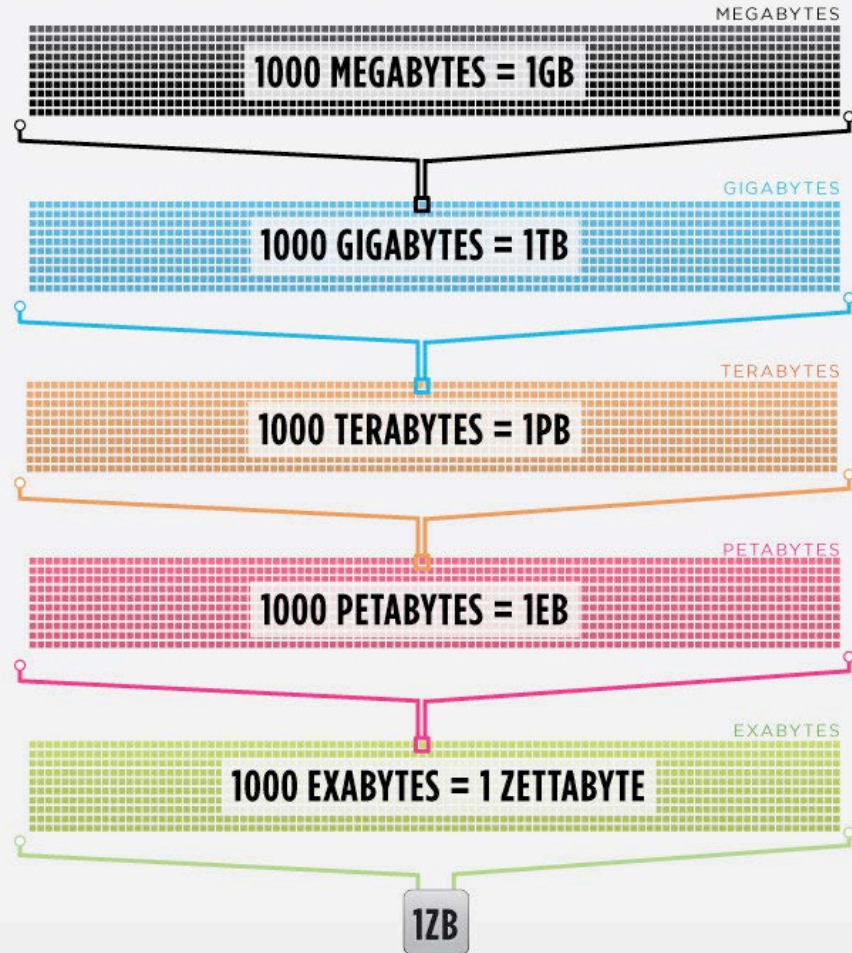 MEGABYTES
1000 MEGABYTES = 1GB
GIGABYTES
1000 GIGABYTES = 1TB
TERABYTES
1000 TERABYTES = 1PB
PETABYTES
1000 PETABYTES = 1EB
EXABYTES
1000 EXABYTES = 1 ZETTABYTE
1ZB